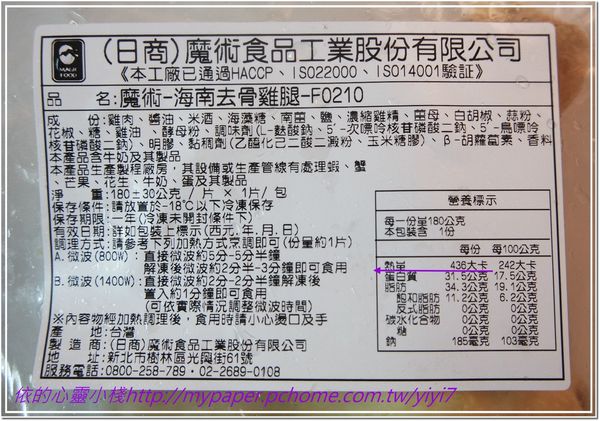 MAGIC FOOD
(日商)魔術食品工業股份有限公司
《本工廠已通過HACCP、ISO22000、ISO14001驗証》
品 名:魔術-海南去骨雞腿-F0210
成 份:雞肉、醬油、米酒、海藻糖、南薑、鹽、濃縮雞精、薑母、白胡椒、蒜粉、
花椒、糖、雞油、酵母粉、調味劑(L-麩酸鈉、5'-次黃嘌呤核苷磷酸二鈉、5'-鳥嘌呤
核苷磷酸二鈉)、明膠、黏稠劑(乙醯化己二酸二澱粉、玉米糖膠)、β-胡蘿蔔素、香料
本產品含牛奶及其製品
本產品生產製程廠房，其設備或生產管線有處理蝦、蟹
、芒果、花生、牛奶、蛋及其製品
淨 重:180±30公克／片 × 1片/包
保存條件:請放置於-18℃以下冷凍保存
保存期限:一年(冷凍未開封條件下)
有效日期:詳如包裝上標示(西元.年.月.日)
調理方式:請參考下列加熱方式烹調即可(份量約1片)
A.微波(800W):直接微波約5分-5分半鐘
解凍後微波約2分半-3分鐘即可食用
B.微波(1400W):直接微波約2分-2分半鐘解凍後
置入約1分鐘即可食用
(可依實際情況調整微波時間)
※內容物經加熱調理後，食用時請小心燙口及手
產 地:台灣
製 造 商:(日商)魔術食品工業股份有限公司
地 址:新北市樹林區光興街61號
服務電話:0800-258-789‧02-2689-0108
營養標示
每一份量180公克
本包裝含 1份
每份 每100公克
熱量 436大卡 242大卡
蛋白質 31.5公克 17.5公克
脂肪 34.3公克 19.1公克
飽和脂肪 11.2公克 6.2公克
反式脂肪 0公克 0公克
碳水化合物 0公克 0公克
糖 0公克 0公克
鈉 185毫克 103毫克
依的心靈小棧http://mypaper.pchome.com.tw/yiyi7